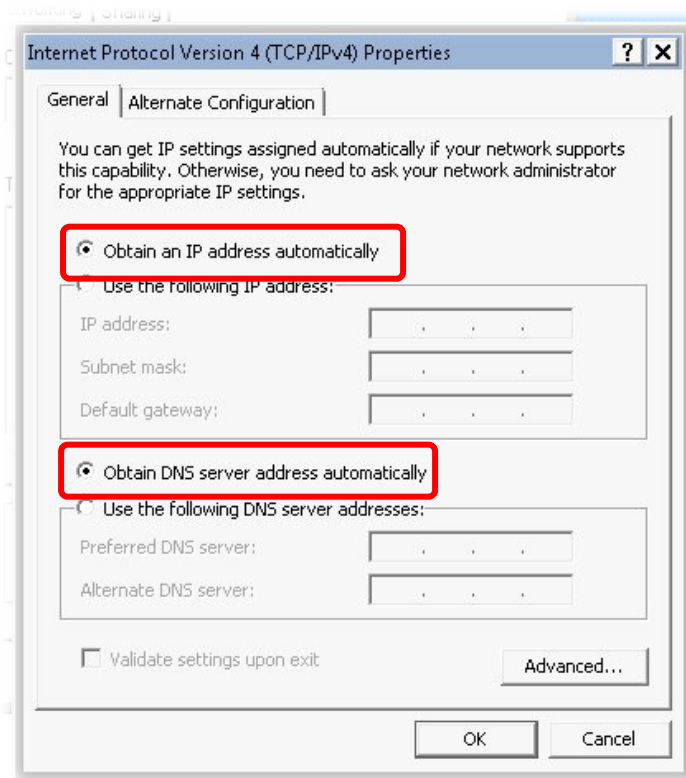 Sharing
Internet Protocol Version 4 (TCP/IPv4) Properties
General
Alternate Configuration
You can get IP settings assigned automatically if your network supports
this capability. Otherwise, you need to ask your network administrator
for the appropriate IP settings.
Obtain an IP address automatically
Use the following IP address:
IP address:
Subnet mask:
Default gateway:
Obtain DNS server address automatically
Use the following DNS server addresses:
Preferred DNS server:
Alternate DNS server:
Validate settings upon exit
Advanced...
OK
Cancel